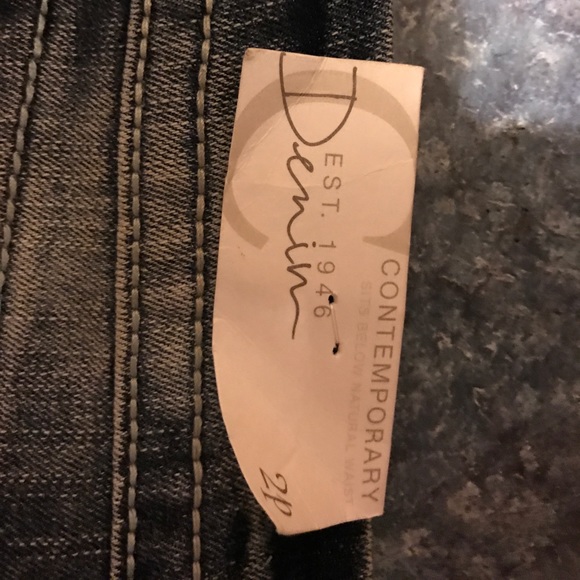 CONTEMPORARY
SITS BELOW NATURAL WAIST
EST. 1946
Denim
2P